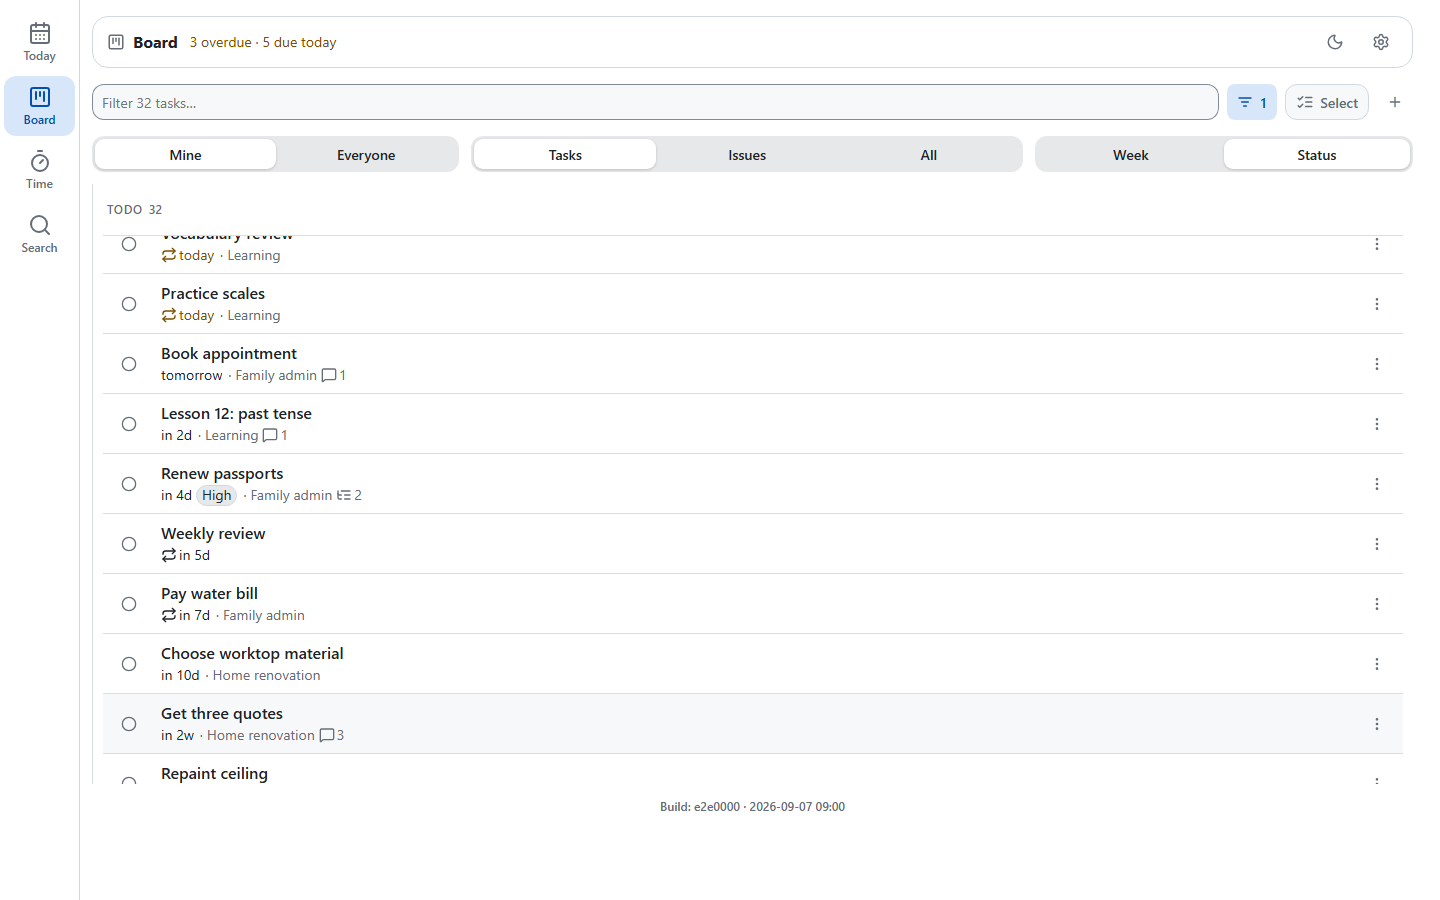 Today
Board
Time
Search
Board 3 overdue · 5 due today
Filter 32 tasks...
1
Select
Mine
Everyone
Tasks
Issues
All
Week
Status
TODO 32
Vocabulary review
today · Learning
Practice scales
today · Learning
Book appointment
tomorrow · Family admin 1
Lesson 12: past tense
in 2d · Learning 1
Renew passports
in 4d High · Family admin 2
Weekly review
in 5d
Pay water bill
in 7d · Family admin
Choose worktop material
in 10d · Home renovation
Get three quotes
in 2w · Home renovation 3
Repaint ceiling
Build: e2e0000 · 2026-09-07 09:00